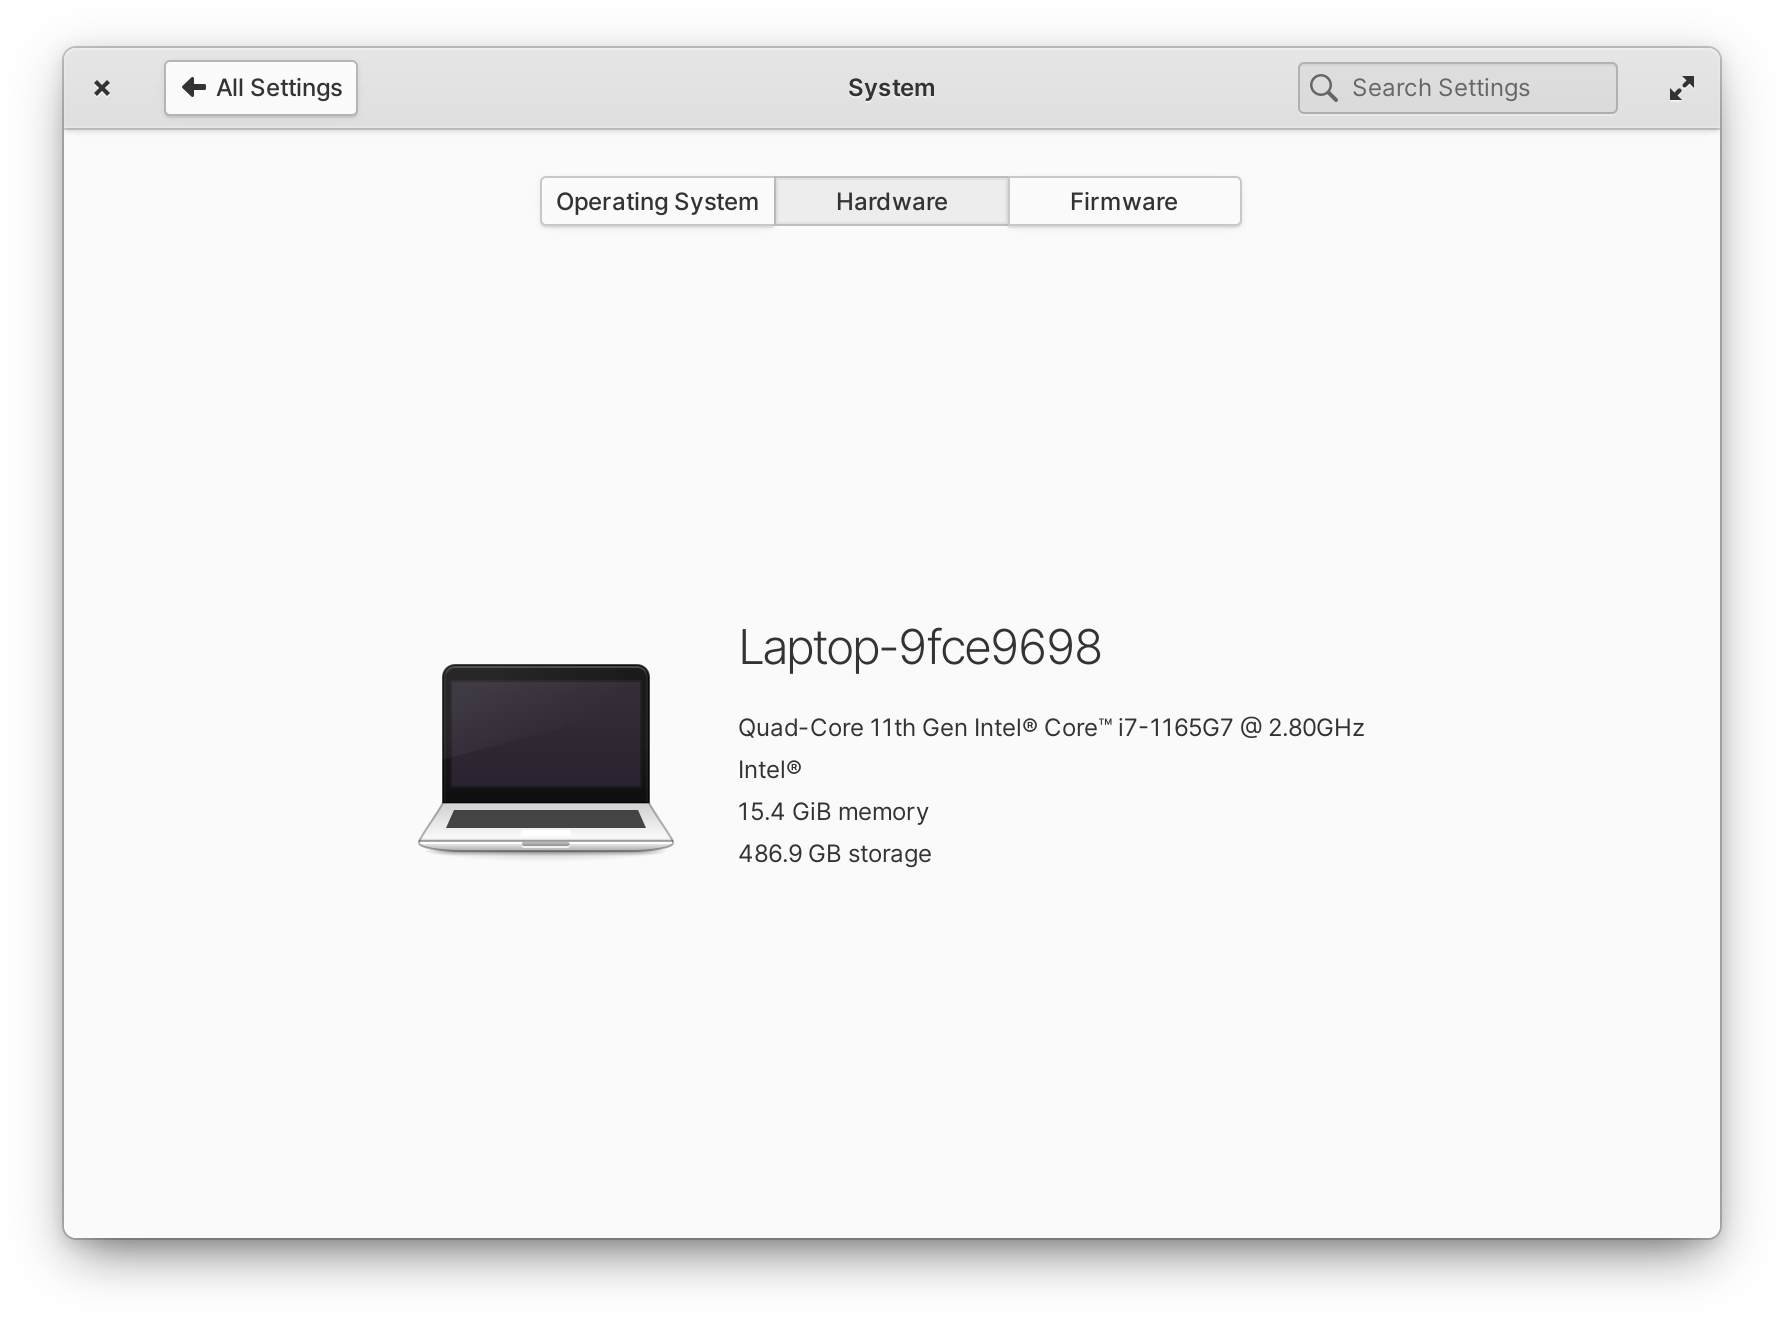 All Settings
System
Search Settings
Operating System
Hardware
Firmware
Laptop-9fce9698
Quad-Core 11th Gen Intel® Core™ i7-1165G7 @ 2.80GHz
Intel®
15.4 GiB memory
486.9 GB storage